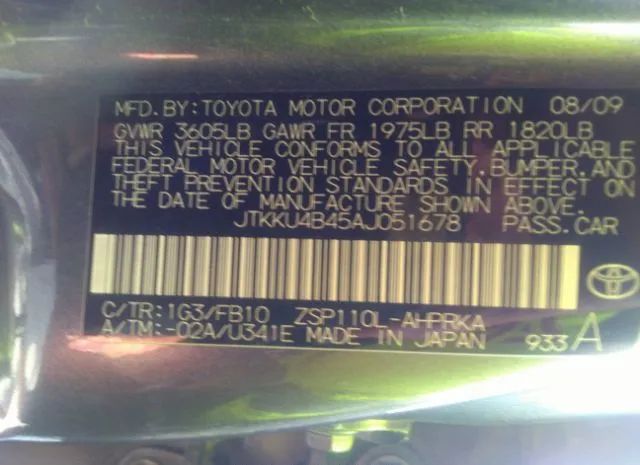 MFD. BY: TOYOTA MOTOR CORPORATION 08/09
GVWR 3605LB GAWR FR 1975LB RR 1820LB
THIS VEHICLE CONFORMS TO ALL APPLICABLE
FEDERAL MOTOR VEHICLE SAFETY, BUMPER, AND
THEFT PREVENTION STANDARDS IN EFFECT ON
THE DATE OF MANUFACTURE SHOWN ABOVE.
JTKKU4B45AJ051678 PASS. CAR
C/TR: 1G3/FB10 ZSP110L-AHPRKA
A/TM: -02A/U341E MADE IN JAPAN 933A